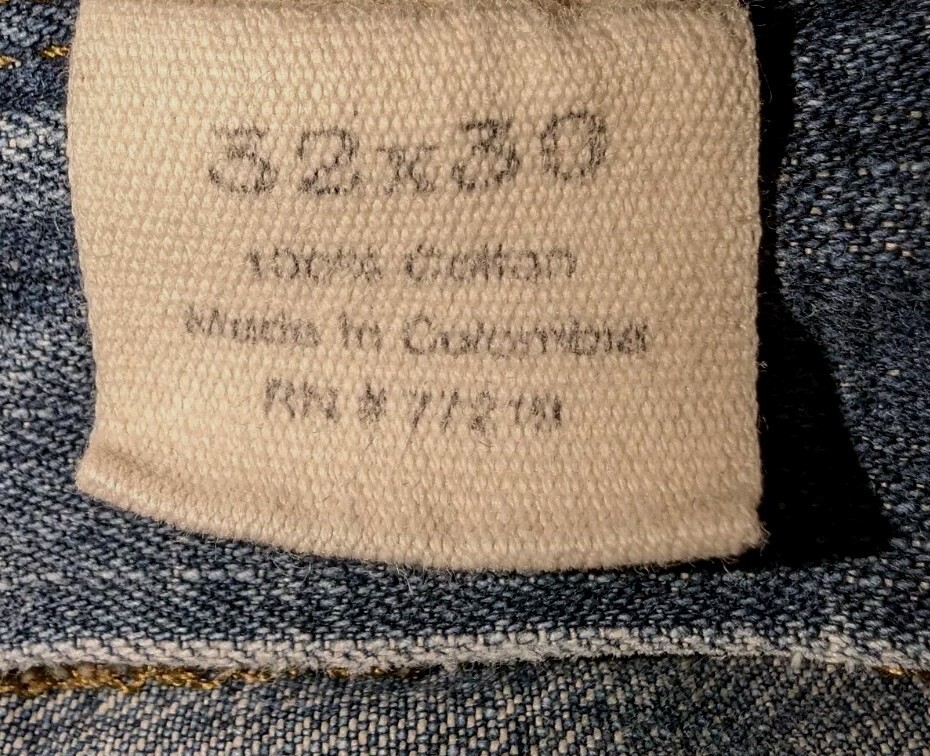 32x30
100% Cotton
Made In Colombia
RN #